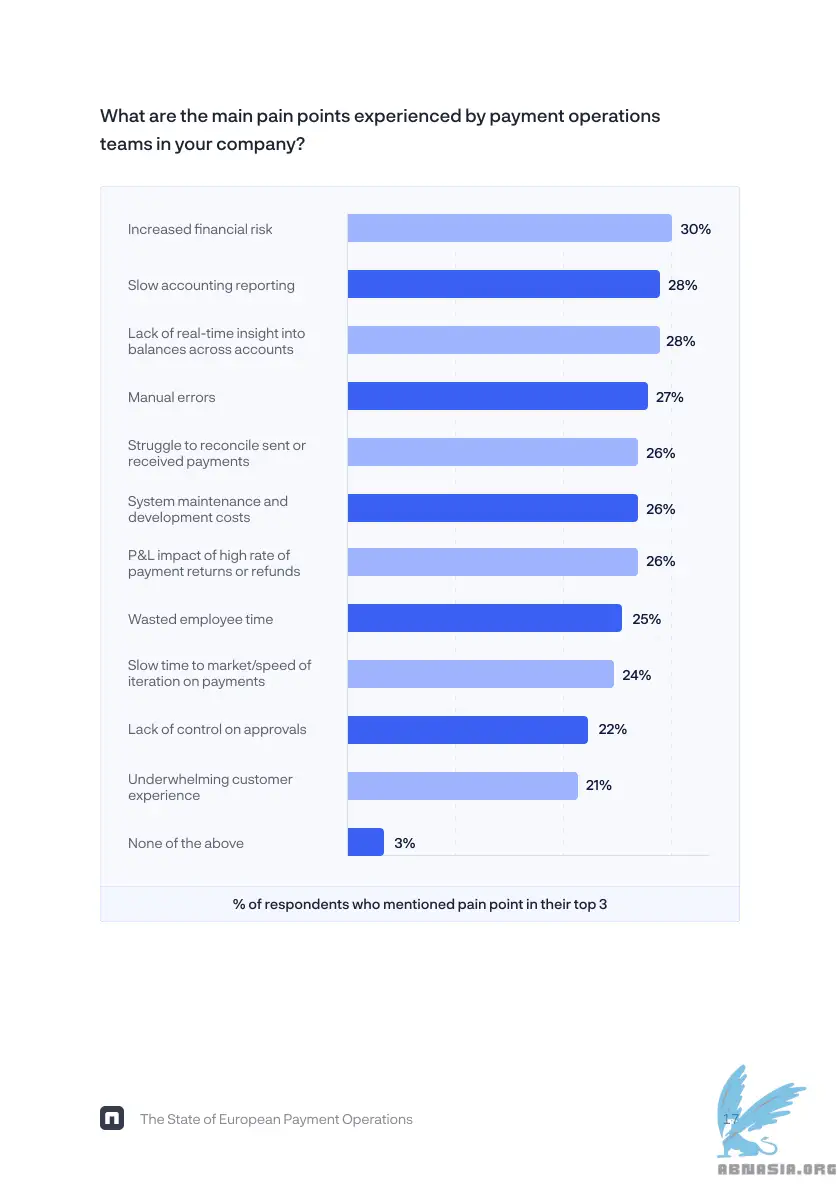 What are the main pain points experienced by payment operations
teams in your company?
Increased financial risk
30%
Slow accounting reporting
28%
Lack of real-time insight into
balances across accounts
28%
Manual errors
27%
Struggle to reconcile sent or
received payments
26%
System maintenance and
development costs
26%
P&L impact of high rate of
payment returns or refunds
26%
Wasted employee time
25%
Slow time to market/speed of
iteration on payments
24%
Lack of control on approvals
22%
Underwhelming customer
experience
21%
None of the above
3%
% of respondents who mentioned pain point in their top 3
The State of European Payment Operations
17
ABNASIA.ORG